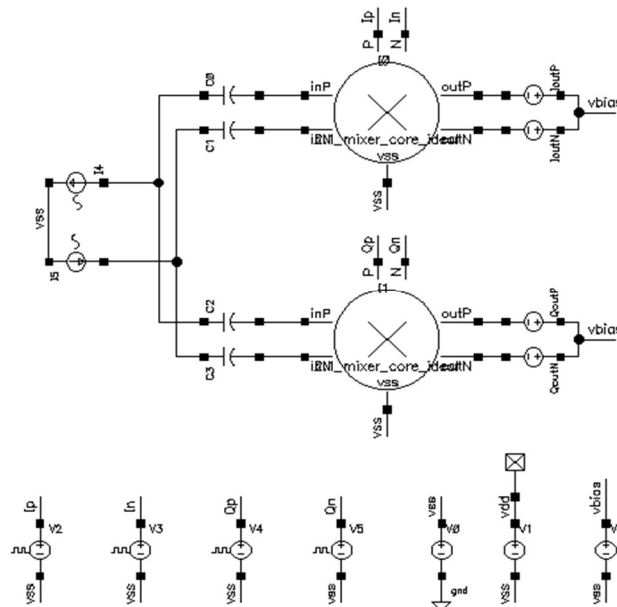 Ip In
P N
I0
C0 inP outP IoutP
vbias
C1 outN IoutN
vss
vss
I4
vss
I5
Qp Qn
P N
I1
C2 inP outP QoutP
vbias
C3 outN QoutN
vss
vss
Ip In Qp Qn vss vdd vbias
V2 V3 V4 V5 V0 V1 V
vss vss vss vss gnd vss vss